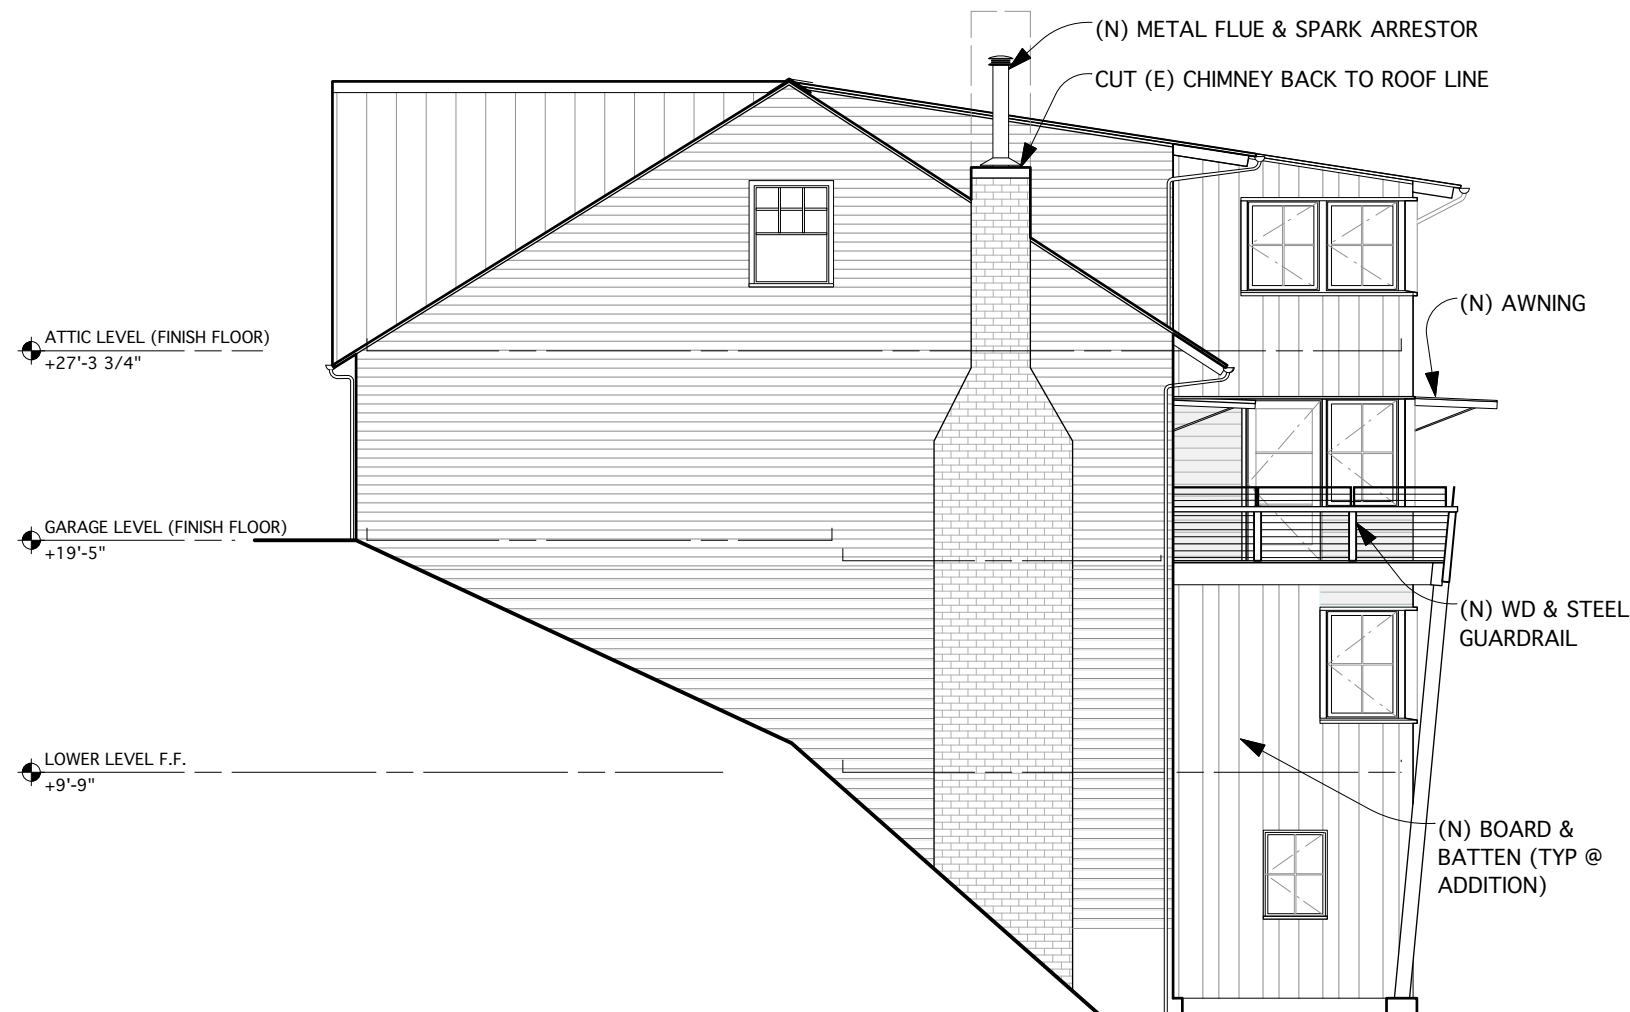 (N) METAL FLUE & SPARK ARRESTOR
CUT (E) CHIMNEY BACK TO ROOF LINE
(N) AWNING
ATTIC LEVEL (FINISH FLOOR)
+27'-3 3/4"
GARAGE LEVEL (FINISH FLOOR)
+19'-5"
(N) WD & STEEL
GUARDRAIL
LOWER LEVEL F.F.
+9'-9"
(N) BOARD &
BATTEN (TYP @
ADDITION)